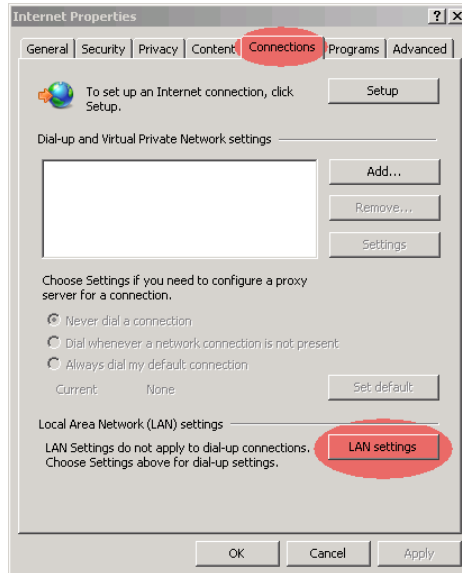 Internet Properties
General Security Privacy Content Connections Programs Advanced
To set up an Internet connection, click
Setup.
Setup
Dial-up and Virtual Private Network settings
Add...
Remove...
Settings
Choose Settings if you need to configure a proxy
server for a connection.
Never dial a connection
Dial whenever a network connection is not present
Always dial my default connection
Current None
Set default
Local Area Network (LAN) settings
LAN Settings do not apply to dial-up connections.
Choose Settings above for dial-up settings.
LAN settings
OK Cancel Apply